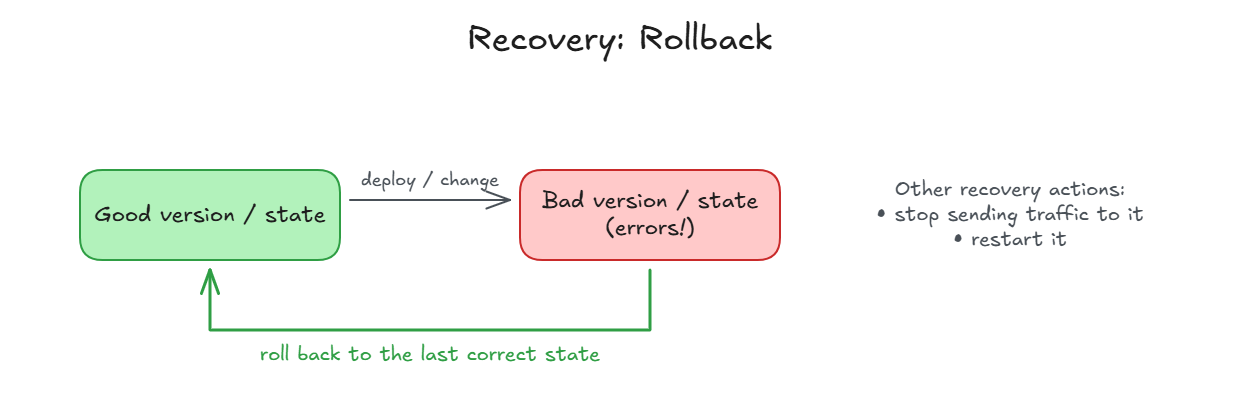 Recovery: Rollback
Good version / state
deploy / change
Bad version / state
(errors!)
Other recovery actions:
• stop sending traffic to it
• restart it
roll back to the last correct state